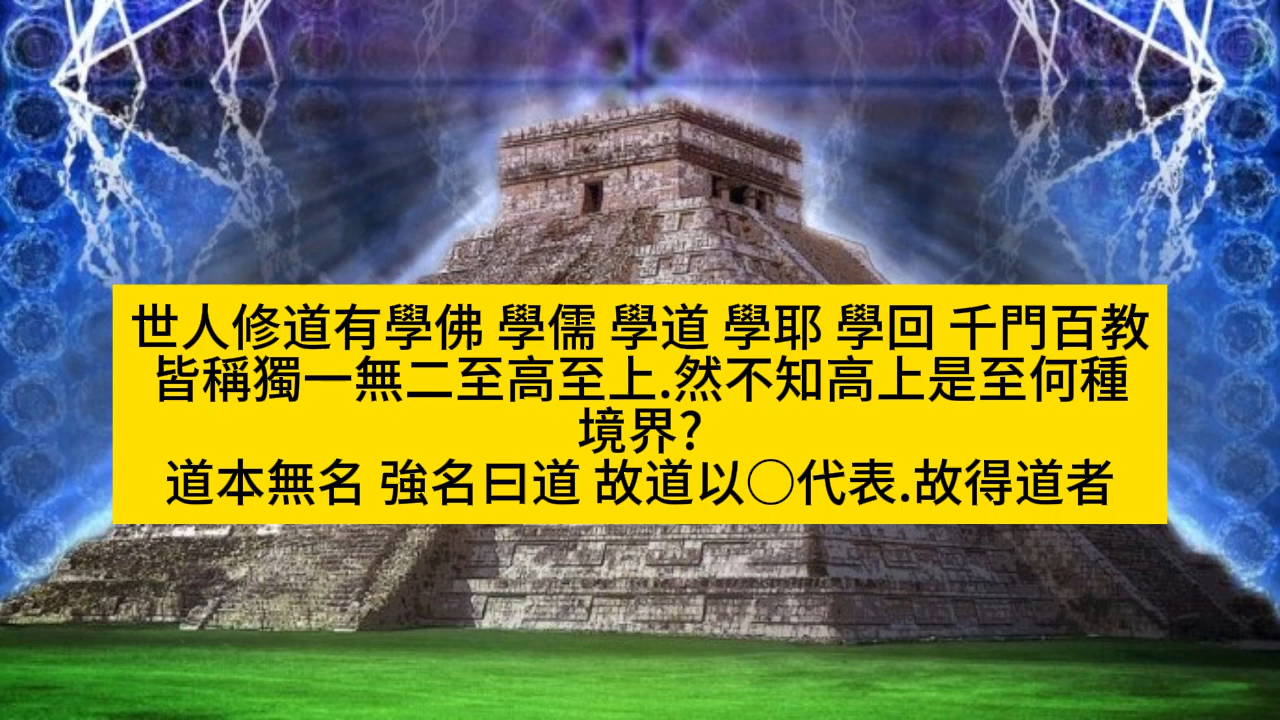 世人修道有學佛 學儒 學道 學耶 學回 千門百教
皆稱獨一無二至高至上.然不知高上是至何種
境界?
道本無名 強名曰道 故道以○代表.故得道者